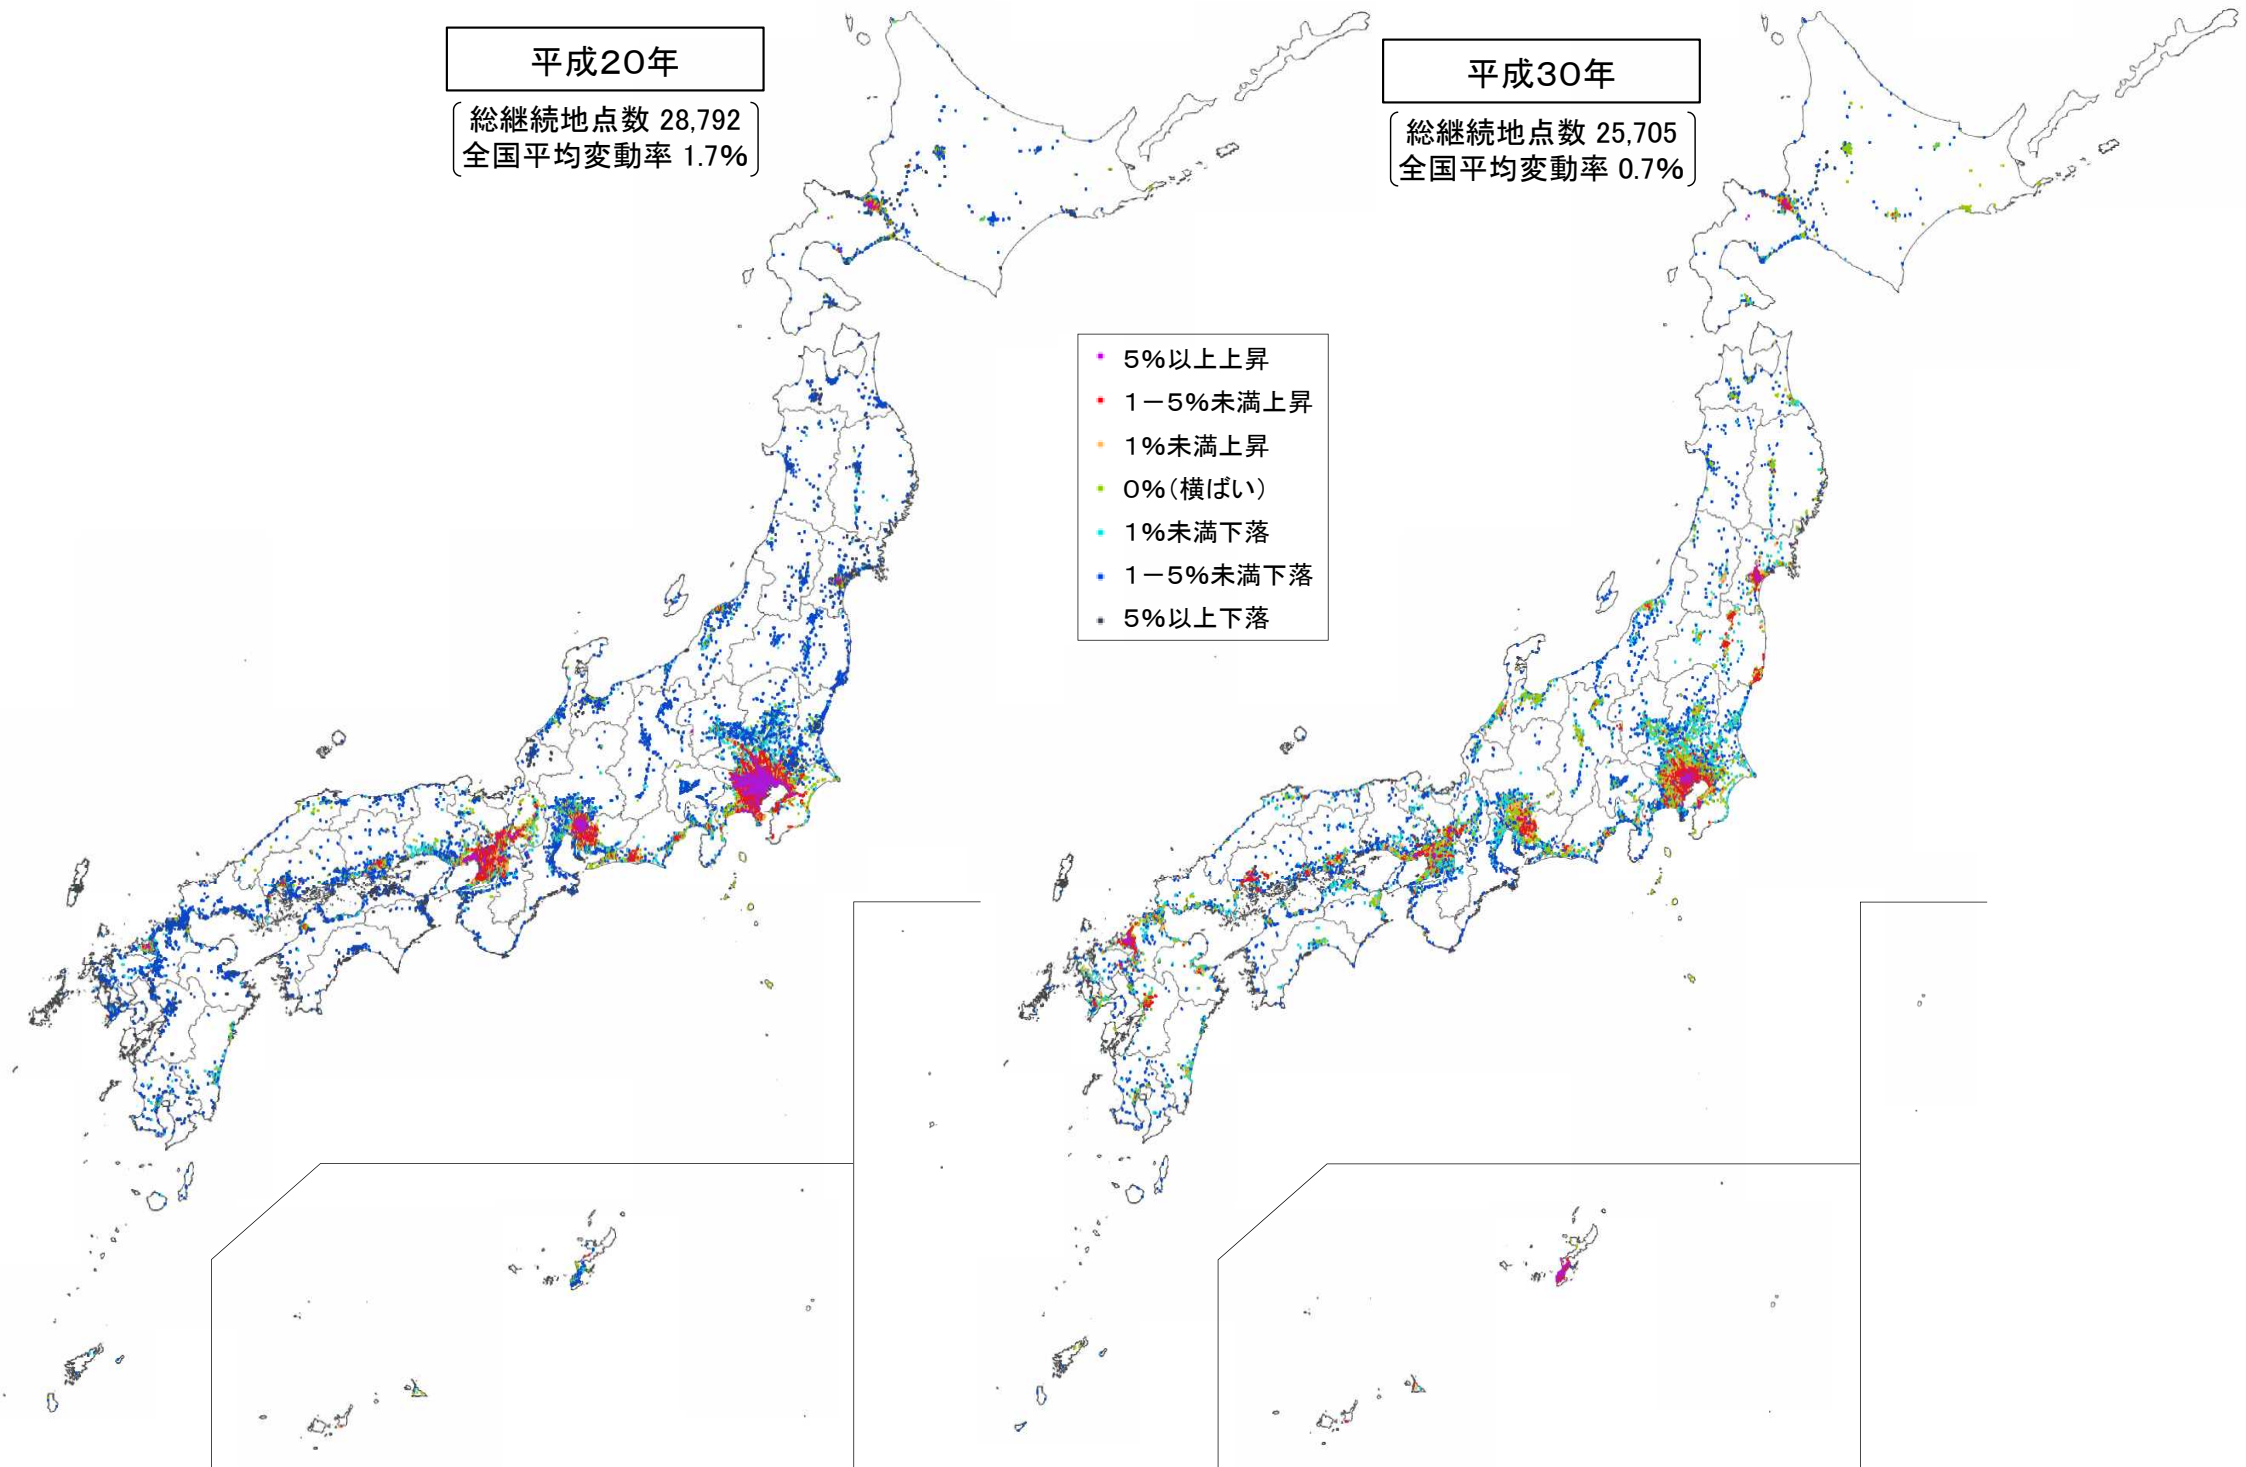 平成20年
総継続地点数 28,792
全国平均変動率 1.7%
平成30年
総継続地点数 25,705
全国平均変動率 0.7%
5%以上上昇
1－5%未満上昇
1%未満上昇
0%(横ばい)
1%未満下落
1－5%未満下落
5%以上下落